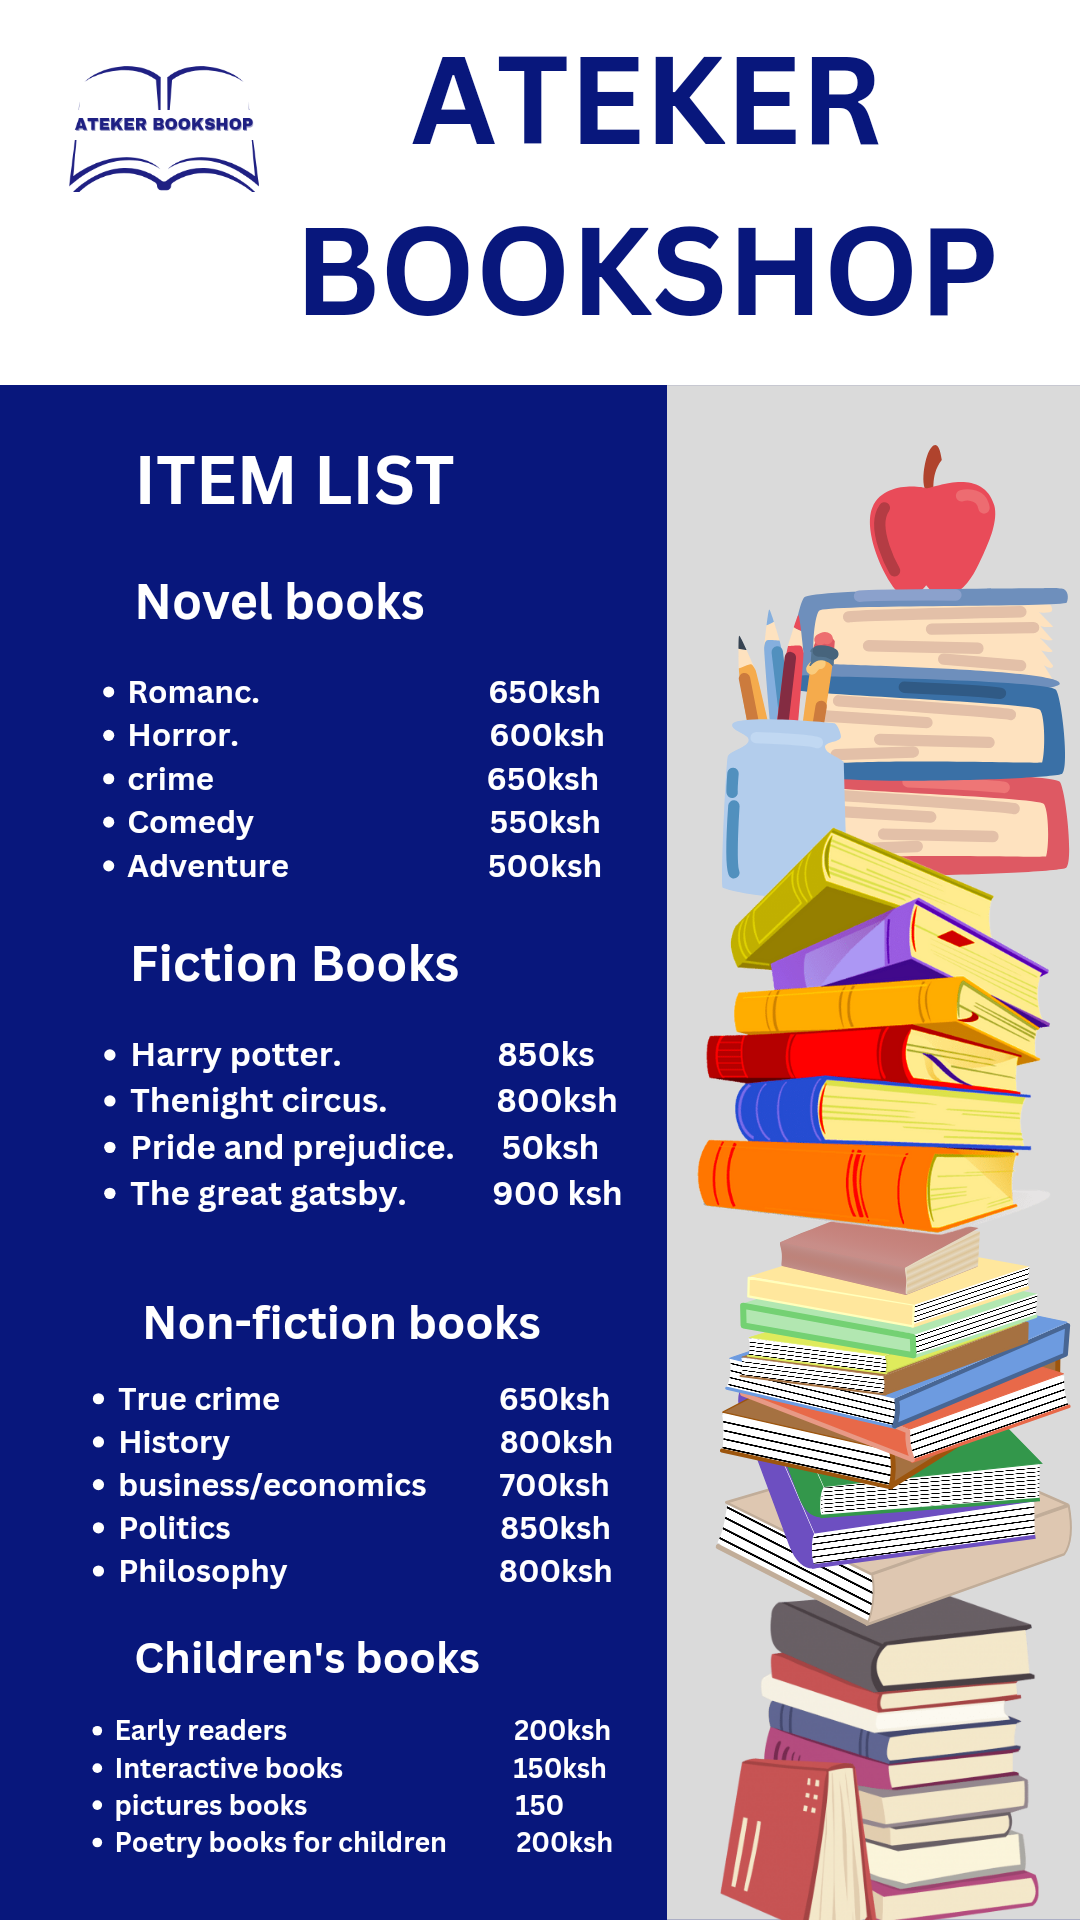 ATEKER BOOKSHOP
ATEKER
BOOKSHOP
ITEM LIST
Novel books
• Romanc. 650ksh
• Horror. 600ksh
• crime 650ksh
• Comedy 550ksh
• Adventure 500ksh
Fiction Books
• Harry potter. 850ks
• Thenight circus. 800ksh
• Pride and prejudice. 50ksh
• The great gatsby. 900 ksh
Non-fiction books
• True crime 650ksh
• History 800ksh
• business/economics 700ksh
• Politics 850ksh
• Philosophy 800ksh
Children's books
• Early readers 200ksh
• Interactive books 150ksh
• pictures books 150
• Poetry books for children 200ksh